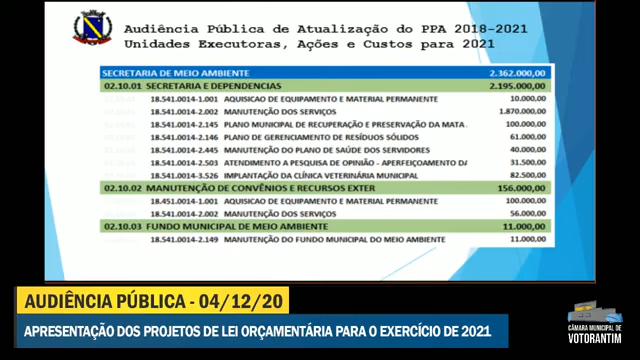 Audiência Pública de Atualização do PPA 2018-2021
Unidades Executoras, Ações e Custos para 2021
SECRETARIA DE MEIO AMBIENTE 2.362.000,00
02.10.01 SECRETARIA E DEPENDENCIAS 2.195.000,00
18.541.0014-1.001 AQUISICAO DE EQUIPAMENTO E MATERIAL PERMANENTE 10.000,00
18.541.0014-2.002 MANUTENÇÃO DOS SERVIÇOS 1.870.000,00
18.541.0014-2.145 PLANO MUNICIPAL DE RECUPERAÇÃO E PRESERVAÇÃO DA MATA 100.000,00
18.541.0014-2.146 PLANO DE GERENCIAMENTO DE RESÍDUOS SÓLIDOS 61.000,00
18.541.0014-2.445 MANUTENÇÃO DO PLANO DE SAÚDE DOS SERVIDORES 40.000,00
18.541.0014-2.503 ATENDIMENTO A PESQUISA DE OPINIÃO - APERFEIÇOAMENTO DA 31.500,00
18.541.0014-3.526 IMPLANTAÇÃO DA CLÍNICA VETERINÁRIA MUNICIPAL 82.500,00
02.10.02 MANUTENÇÃO DE CONVÊNIOS E RECURSOS EXTER 156.000,00
18.451.0014-1.001 AQUISICAO DE EQUIPAMENTO E MATERIAL PERMANENTE 100.000,00
18.541.0014-2.002 MANUTENÇÃO DOS SERVIÇOS 56.000,00
02.10.03 FUNDO MUNICIPAL DE MEIO AMBIENTE 11.000,00
18.541.0014-2.149 MANUTENÇÃO DO FUNDO MUNICIPAL DO MEIO AMBIENTE 11.000,00
AUDIÊNCIA PÚBLICA - 04/12/20
APRESENTAÇÃO DOS PROJETOS DE LEI ORÇAMENTÁRIA PARA O EXERCÍCIO DE 2021
CÂMARA MUNICIPAL DE
VOTORANTIM